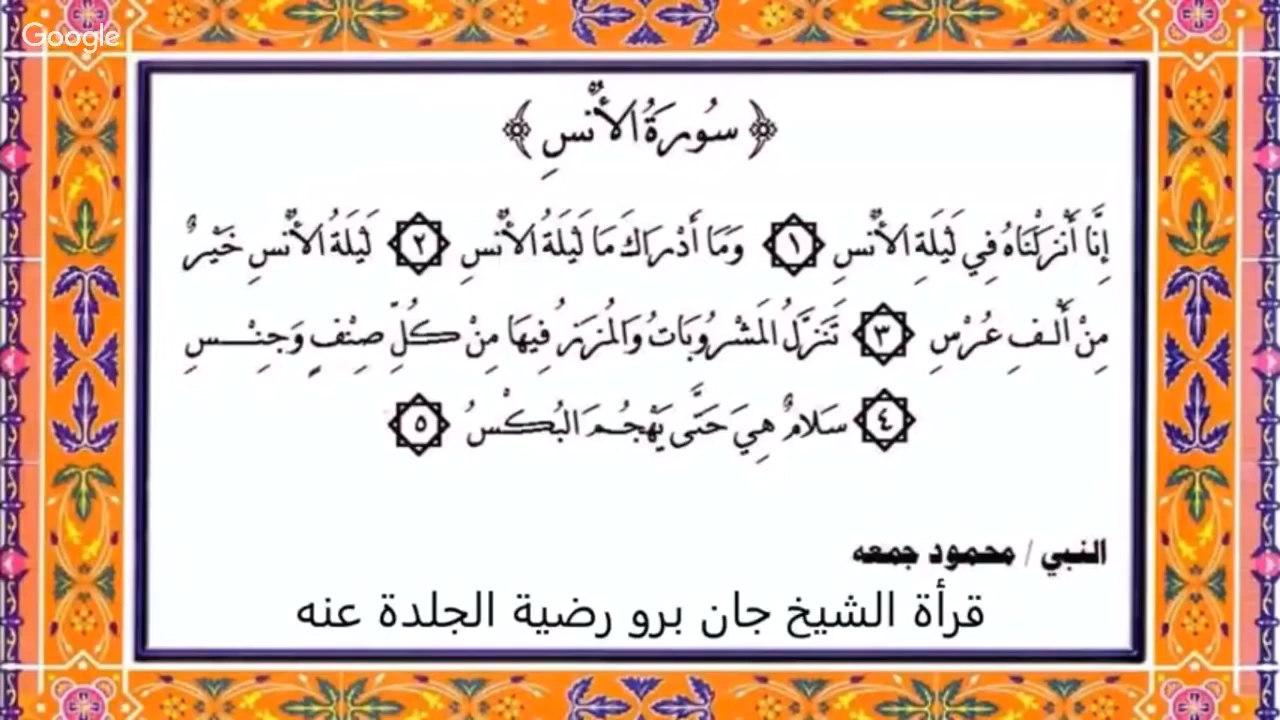 Google
﴿ سُورَةُ الأُنْسِ ﴾
إِنَّا أَنْزَلْنَاهُ فِي لَيْلَةِ الأُنْسِ ١ وَمَا أَدْرَاكَ مَا لَيْلَةُ الأُنْسِ ٢ لَيْلَةُ الأُنْسِ خَيْرٌ
مِنْ أَلْفِ عُرْسٍ ٣ تَنَزَّلُ المَشْرُوبَاتُ وَالمُزَزُ فِيهَا مِنْ كُلِّ صِنْفٍ وَجِنْسٍ
٤ سَلَامٌ هِيَ حَتَّى يَهْجُمَ البُكْسُ ٥
النبي / محمود جمعه
قرأة الشيخ جان برو رضية الجلدة عنه